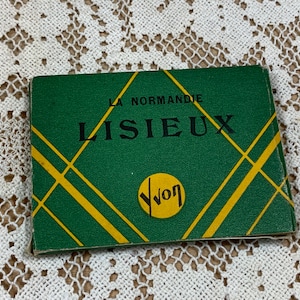 LA NORMANDIE
LISIEUX
Yvon